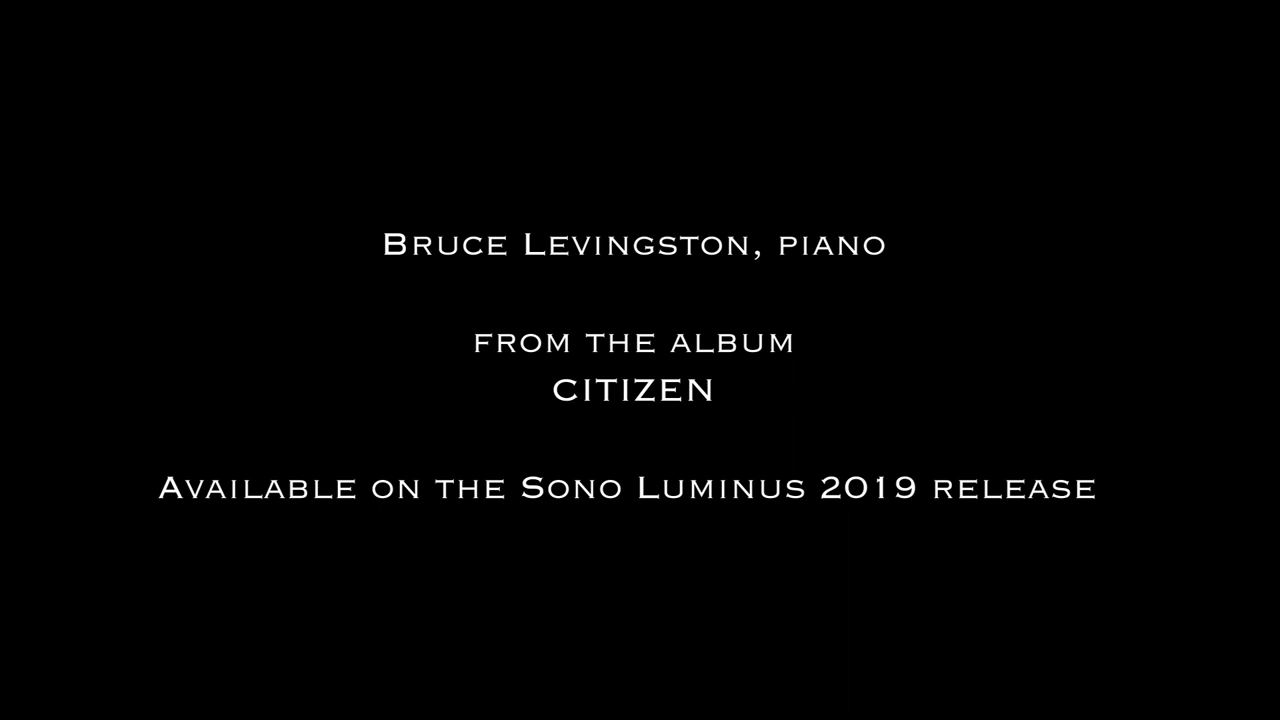 Bruce Levingston, piano
from the album
CITIZEN
Available on the Sono Luminus 2019 release